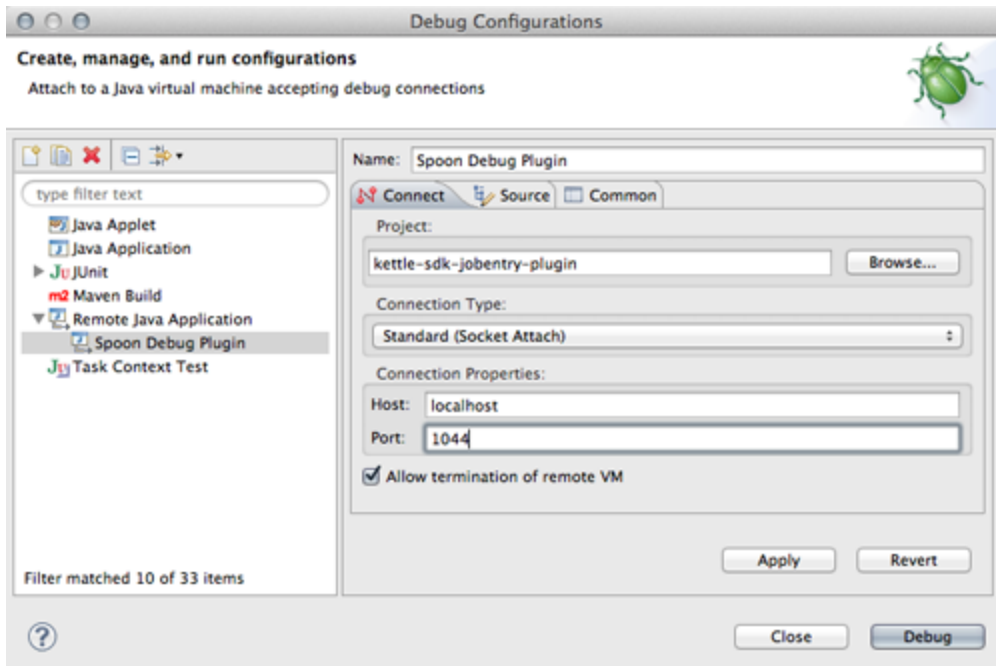 Debug Configurations
Create, manage, and run configurations
Attach to a Java virtual machine accepting debug connections
type filter text
Java Applet
Java Application
Ju JUnit
m2 Maven Build
Remote Java Application
Spoon Debug Plugin
Ju Task Context Test
Filter matched 10 of 33 items
Name: Spoon Debug Plugin
Connect Source Common
Project:
kettle-sdk-jobentry-plugin Browse...
Connection Type:
Standard (Socket Attach)
Connection Properties:
Host: localhost
Port: 1044
Allow termination of remote VM
Apply Revert
? Close Debug